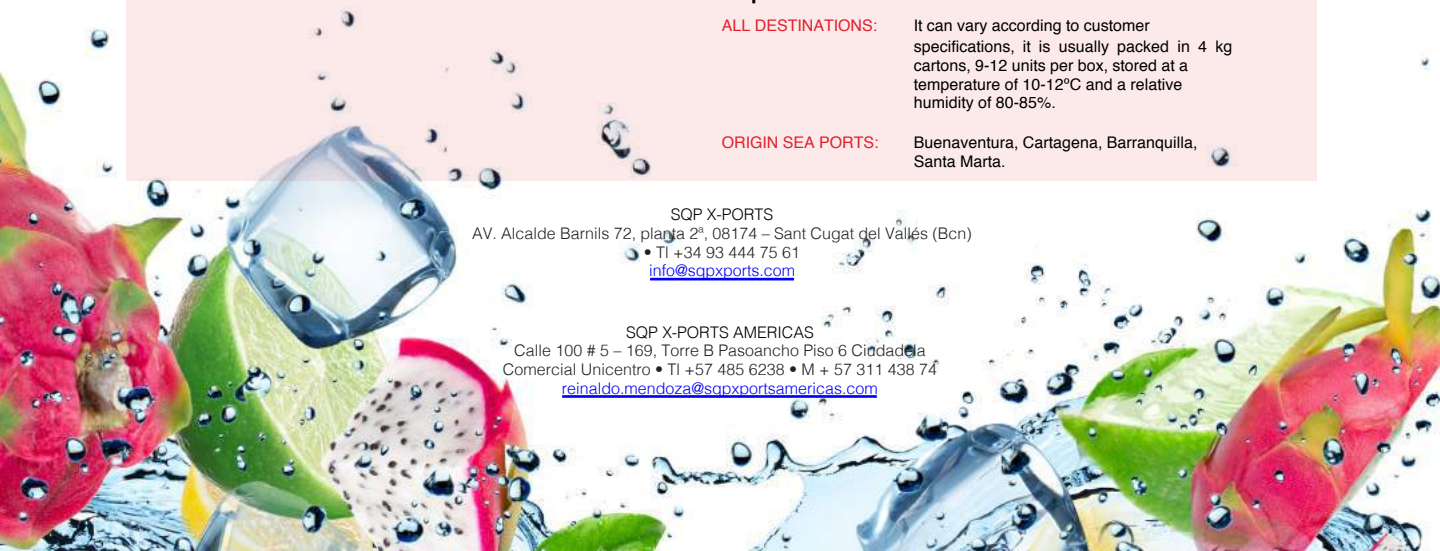 ALL DESTINATIONS: It can vary according to customer
specifications, it is usually packed in 4 kg
cartons, 9-12 units per box, stored at a
temperature of 10-12ºC and a relative
humidity of 80-85%.
ORIGIN SEA PORTS: Buenaventura, Cartagena, Barranquilla,
Santa Marta.
SQP X-PORTS
AV. Alcalde Barnils 72, planta 2ª, 08174 – Sant Cugat del Vallés (Bcn)
• Tl +34 93 444 75 61
info@sqpxports.com
SQP X-PORTS AMERICAS
Calle 100 # 5 – 169, Torre B Pasoancho Piso 6 Ciudadela
Comercial Unicentro • Tl +57 485 6238 • M + 57 311 438 74
reinaldo.mendoza@sqpxportsamericas.com